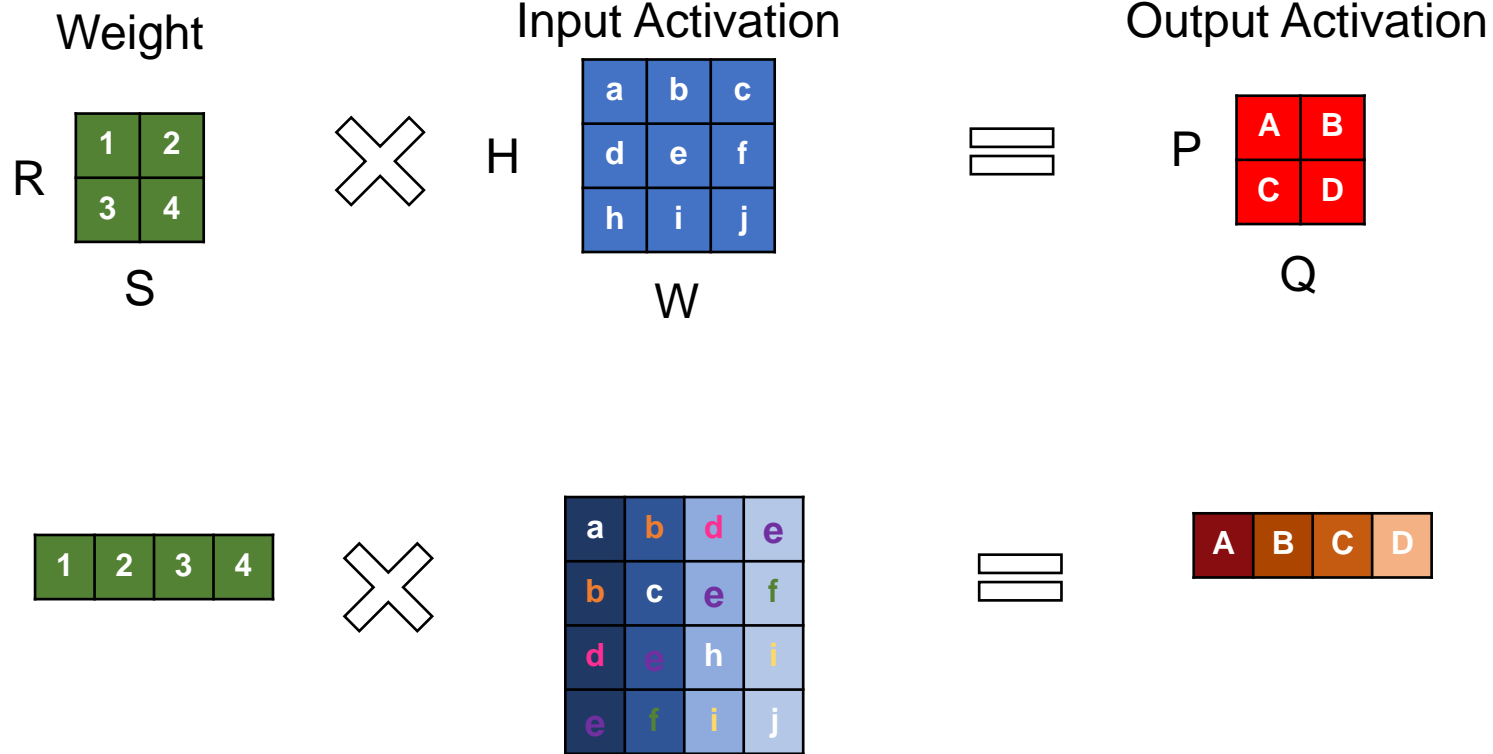 Weight
Input Activation
Output Activation
R
1 2
3 4
S
H
a b c
d e f
h i j
W
P
A B
C D
Q
1 2 3 4
a b d e
b c e f
d e h i
e f i j
A B C D